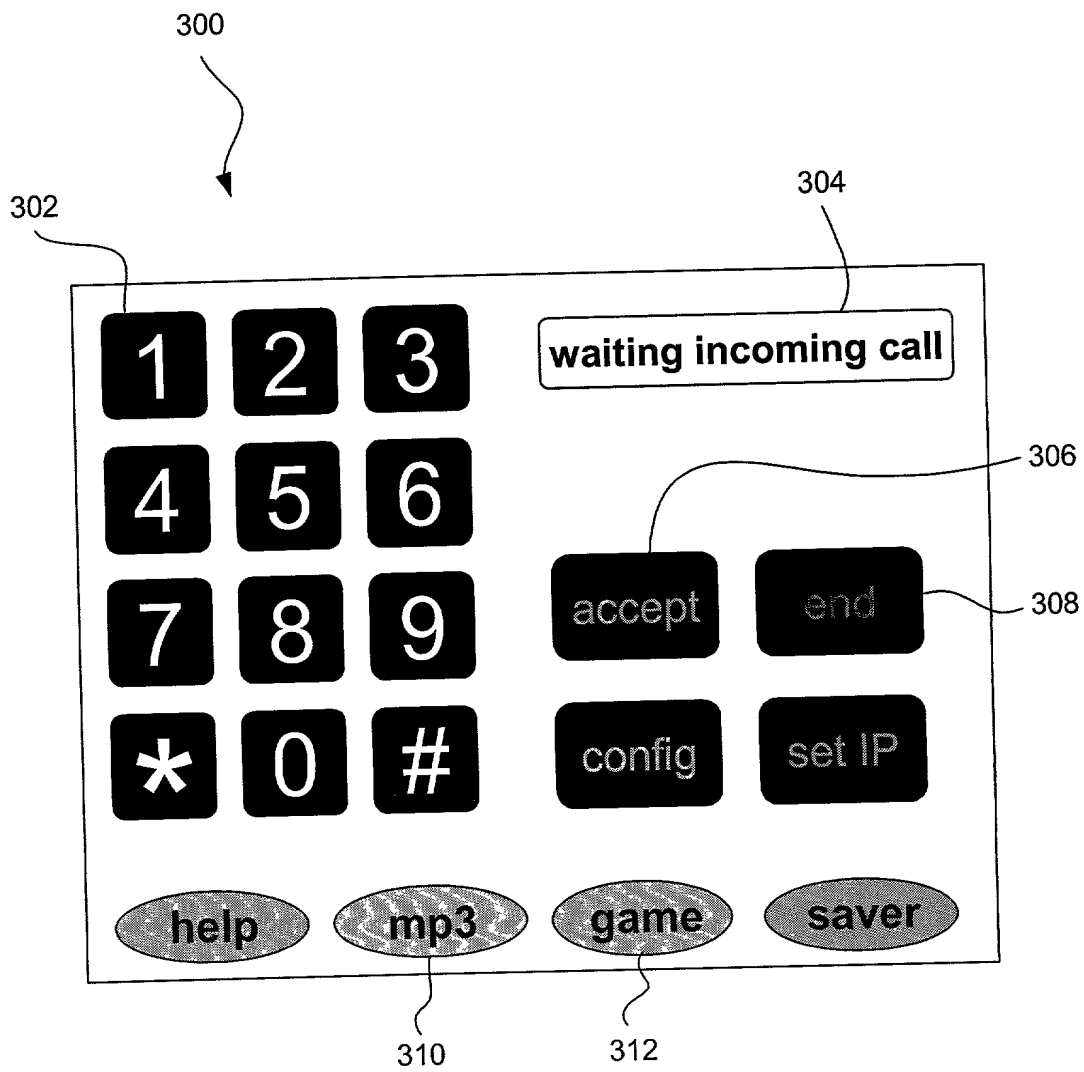 300
302
304
1 2 3
waiting incoming call
4 5 6
306
accept end
308
7 8 9
* 0 #
config set IP
help mp3 game saver
310
312